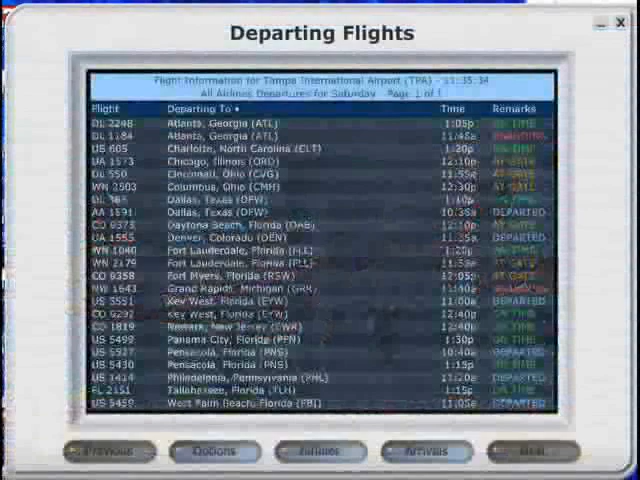 Departing Flights
Flight Information for Tampa International Airport (TPA) - 11:35:34
All Airlines Departures for Saturday - Page 1 of 1
Flight Departing To Time Remarks
DL 2248 Atlanta, Georgia (ATL) 1:05p ON TIME
DL 1184 Atlanta, Georgia (ATL) 11:45a BOARDING
US 605 Charlotte, North Carolina (CLT) 1:20p ON TIME
UA 1573 Chicago, Illinois (ORD) 12:10p AT GATE
DL 550 Cincinnati, Ohio (CVG) 11:55a AT GATE
WN 2503 Columbus, Ohio (CMH) 12:30p AT GATE
DL Dallas, Texas (DFW) 1:10p ON TIME
AA 1591 Dallas, Texas (DFW) 10:35a DEPARTED
CO 9373 Daytona Beach, Florida (DAB) 12:10p AT GATE
UA 1555 Denver, Colorado (DEN) 11:35a DEPARTED
WN 1040 Fort Lauderdale, Florida (FLL) 1:20p ON TIME
WN 2179 Fort Lauderdale, Florida (FLL) 11:55a AT GATE
CO 9358 Fort Myers, Florida (RSW) 12:05p AT GATE
NW 1643 Grand Rapids, Michigan (GRR)
US 5551 Key West, Florida (EYW) 11:00a DEPARTED
CO 9292 Key West, Florida (EYW) 12:40p ON TIME
CO 1819 Newark, New Jersey (EWR) 12:40p ON TIME
US 5499 Panama City, Florida (PFN) 1:30p ON TIME
US 5527 Pensacola, Florida (PNS) 10:40a DEPARTED
US 5430 Pensacola, Florida (PNS) 1:15p ON TIME
US 1414 Philadelphia, Pennsylvania (PHL) 11:20a DEPARTED
FL 2151 Tallahassee, Florida (TLH) 1:15p ON TIME
US 5459 West Palm Beach, Florida (PBI) 11:05a DEPARTED
Previous Options Airlines Arrivals Next